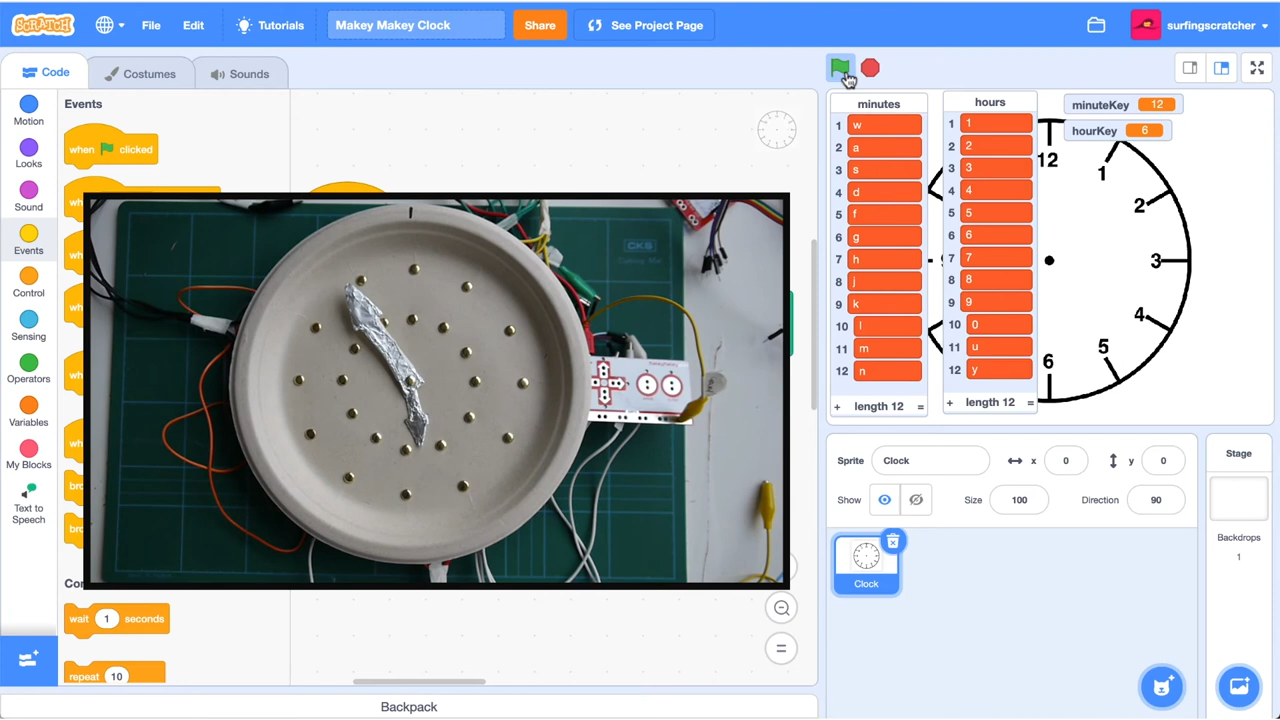 SCRATCH File Edit Tutorials Makey Makey Clock Share See Project Page surfingscratcher
Code Costumes Sounds
Motion
Looks
Sound
Events
Control
Sensing
Operators
Variables
My Blocks
Text to
Speech
Events
when clicked
wait 1 seconds
repeat 10
CKS
Backpack
minutes
1 w
2 a
3 s
4 d
5 f
6 g
7 h
8 j
9 k
10 l
11 m
12 n
+ length 12 =
hours
1 1
2 2
3 3
4 4
5 5
6 6
7 7
8 8
9 9
10 0
11 u
12 y
+ length 12 =
minuteKey 12
hourKey 6
12
1
2
3
4
5
6
Sprite Clock x 0 y 0
Show Size 100 Direction 90
Clock
Stage
Backdrops
1